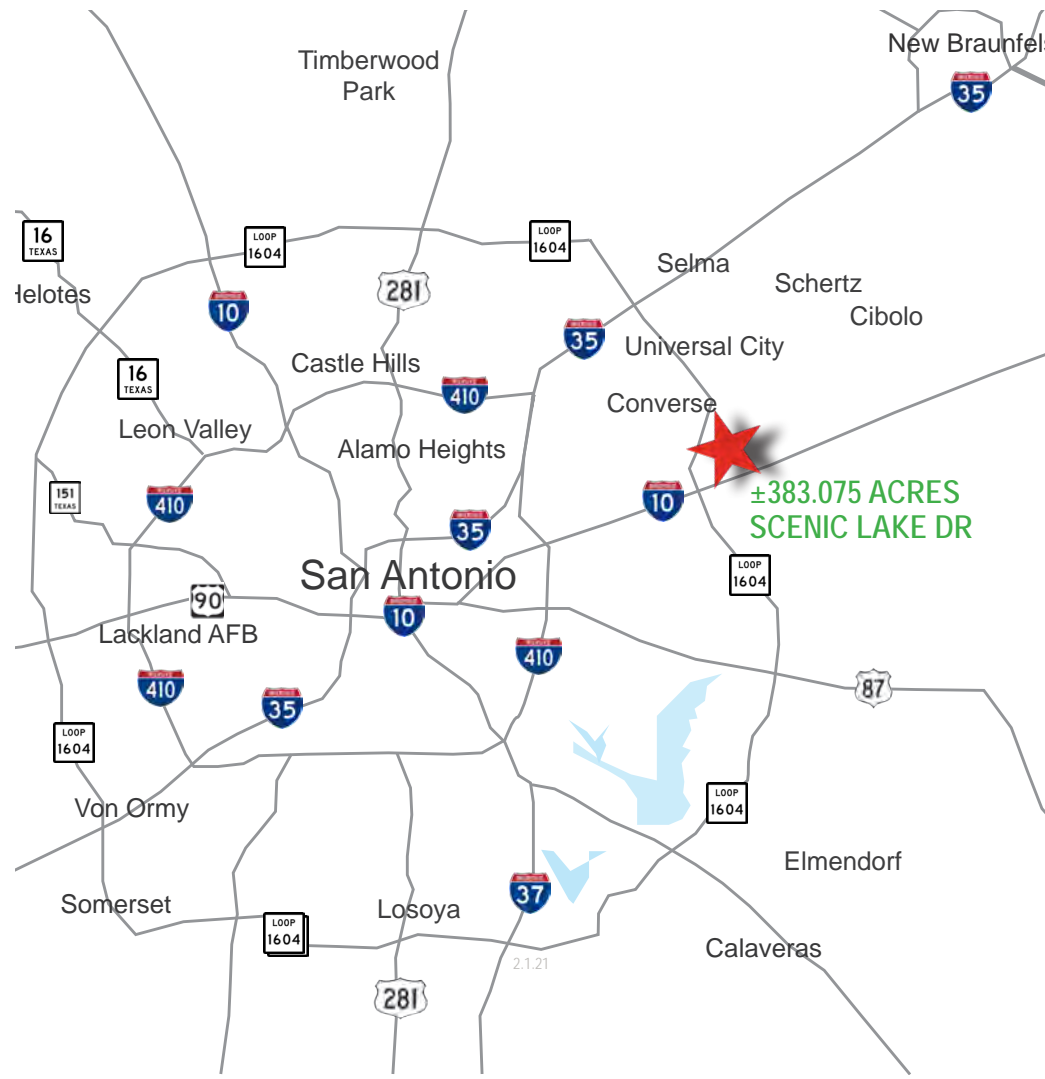 New Braunfels
Timberwood
Park
35
16
TEXAS
LOOP
1604
LOOP
1604
Selma
281
Schertz
Helotes
10
Cibolo
35
Universal City
Castle Hills
16
TEXAS
410
Converse
Leon Valley
Alamo Heights
151
TEXAS
410
10
±383.075 ACRES
35
SCENIC LAKE DR
San Antonio
LOOP
1604
90
10
Lackland AFB
410
410
87
35
LOOP
1604
Von Ormy
LOOP
1604
Elmendorf
37
Somerset
Losoya
LOOP
1604
Calaveras
2.1.21
281